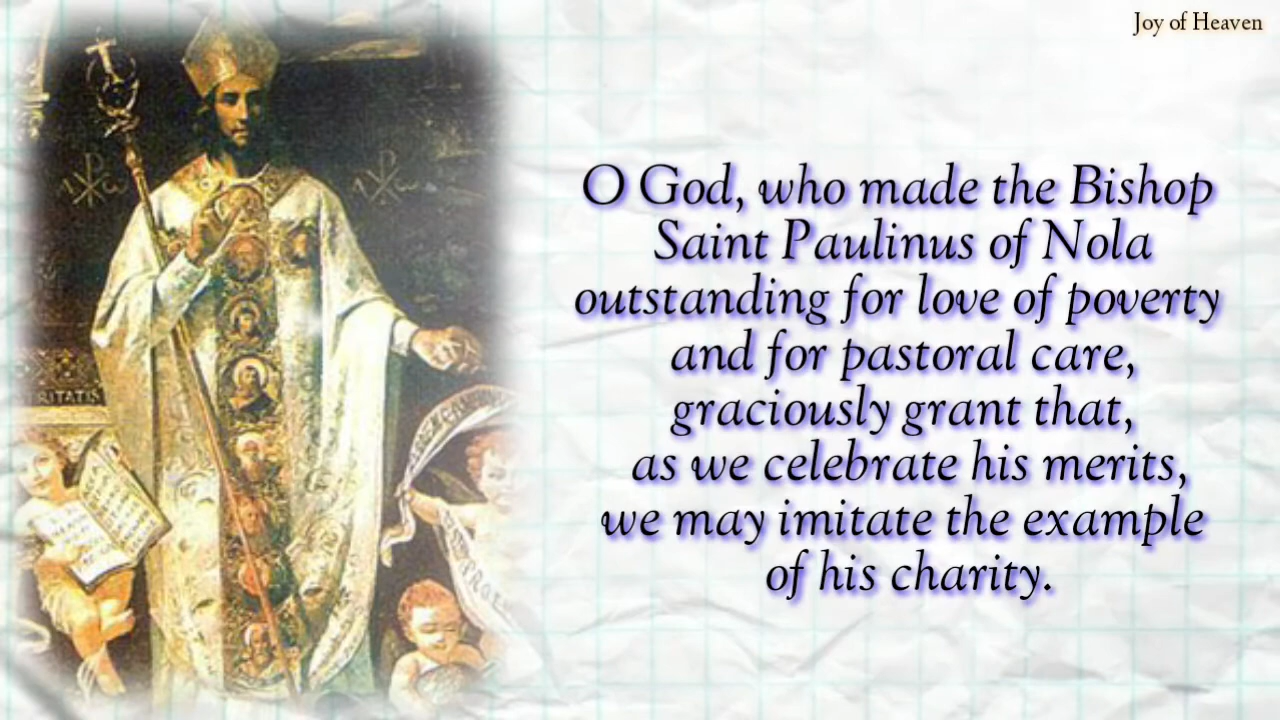 Joy of Heaven
O God, who made the Bishop
Saint Paulinus of Nola
outstanding for love of poverty
and for pastoral care,
graciously grant that,
as we celebrate his merits,
we may imitate the example
of his charity.